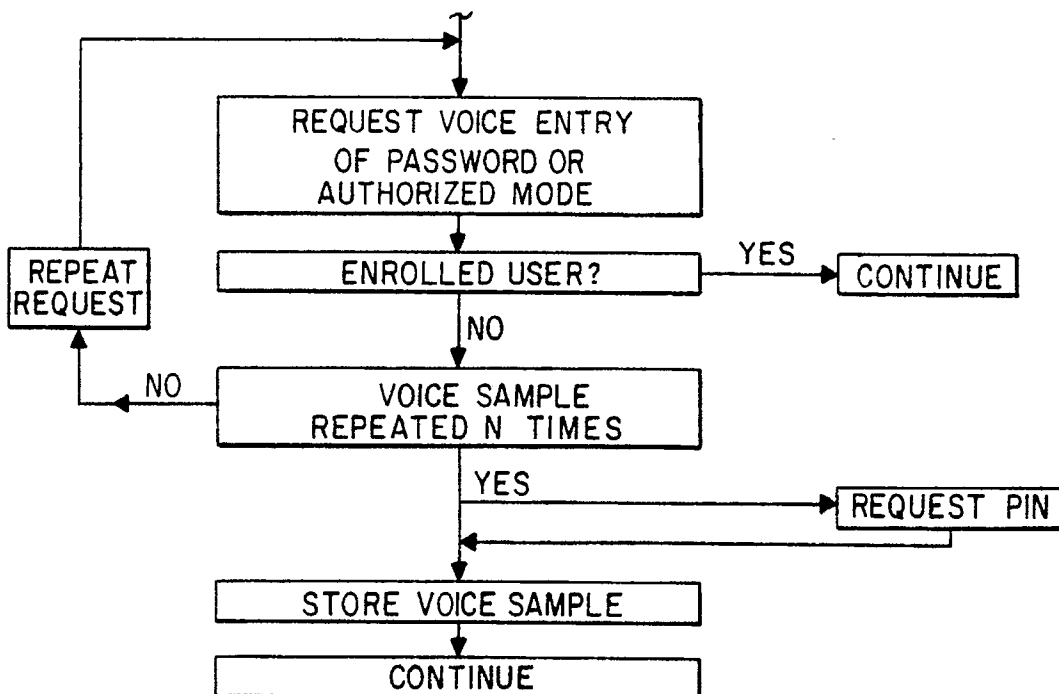 REQUEST VOICE ENTRY
OF PASSWORD OR
AUTHORIZED MODE
REPEAT
REQUEST
ENROLLED USER?
YES
CONTINUE
NO
NO
VOICE SAMPLE
REPEATED N TIMES
YES
REQUEST PIN
STORE VOICE SAMPLE
CONTINUE